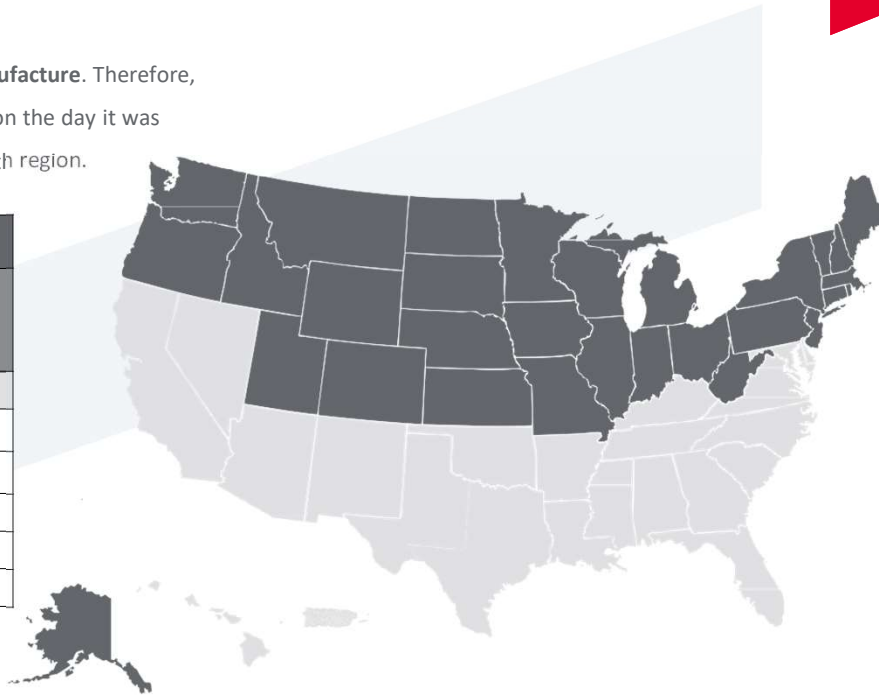 ufacture. Therefore,
on the day it was
h region.